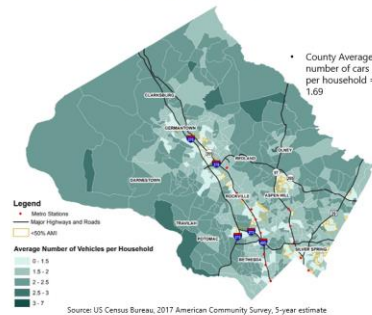 • County Average
number of cars
per household =
1.69
CLARKSBURG
GERMANTOWN
OLNEY
REDLAND
DARNESTOWN
ROCKVILLE
ASPEN HILL
TRAVILAH
POTOMAC
BETHESDA
SILVER SPRING
Legend
Metro Stations
Major Highways and Roads
<50% AMI
Average Number of Vehicles per Household
0 - 1.5
1.5 - 2
2 - 2.5
2.5 - 3
3 - 7
Source: US Census Bureau, 2017 American Community Survey, 5-year estimate